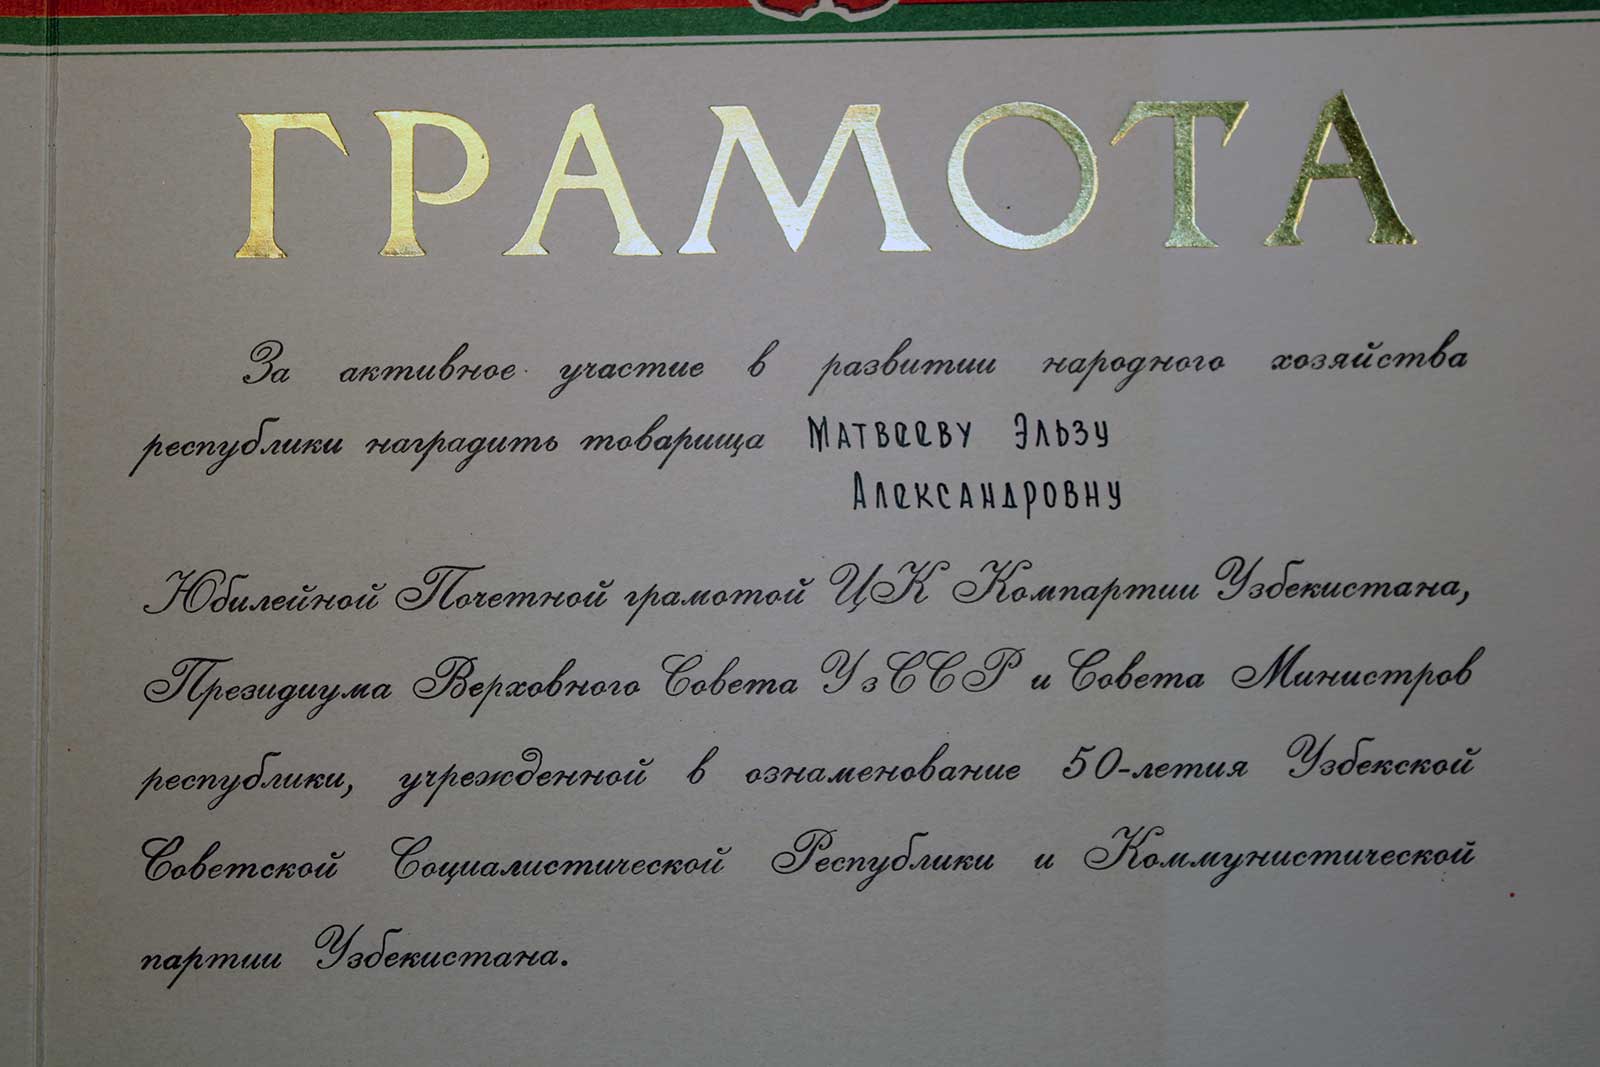 ГРАМОТА
За активное участие в развитии народного хозяйства
республики наградить товарища Матвееву Эльзу
Александровну
Юбилейной Почетной грамотой ЦК Компартии Узбекистана,
Президиума Верховного Совета УзССР и Совета Министров
республики, учрежденной в ознаменование 50-летия Узбекской
Советской Социалистической Республики и Коммунистической
партии Узбекистана.